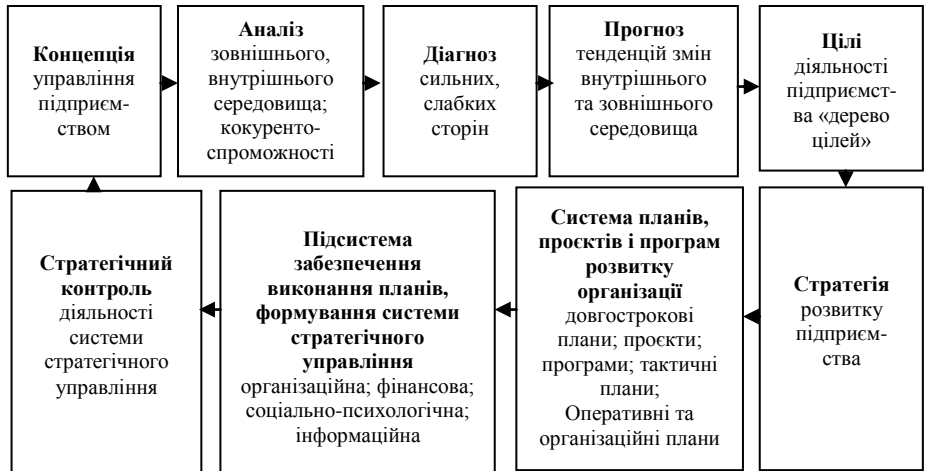 Концепція
управління
підприєм-
ством
Аналіз
зовнішнього,
внутрішнього
середовища;
кокуренто-
спроможності
Діагноз
сильних,
слабких
сторін
Прогноз
тенденцій змін
внутрішнього
та зовнішнього
середовища
Цілі
діяльності
підприємст-
ва «дерево
цілей»
Стратегічний
контроль
діяльності
системи
стратегічного
управління
Підсистема
забезпечення
виконання планів,
формування системи
стратегічного
управління
організаційна; фінансова;
соціально-психологічна;
інформаційна
Система планів,
проєктів і програм
розвитку
організації
довгострокові
плани; проєкти;
програми; тактичні
плани;
Оперативні та
організаційні плани
Стратегія
розвитку
підприєм-
ства